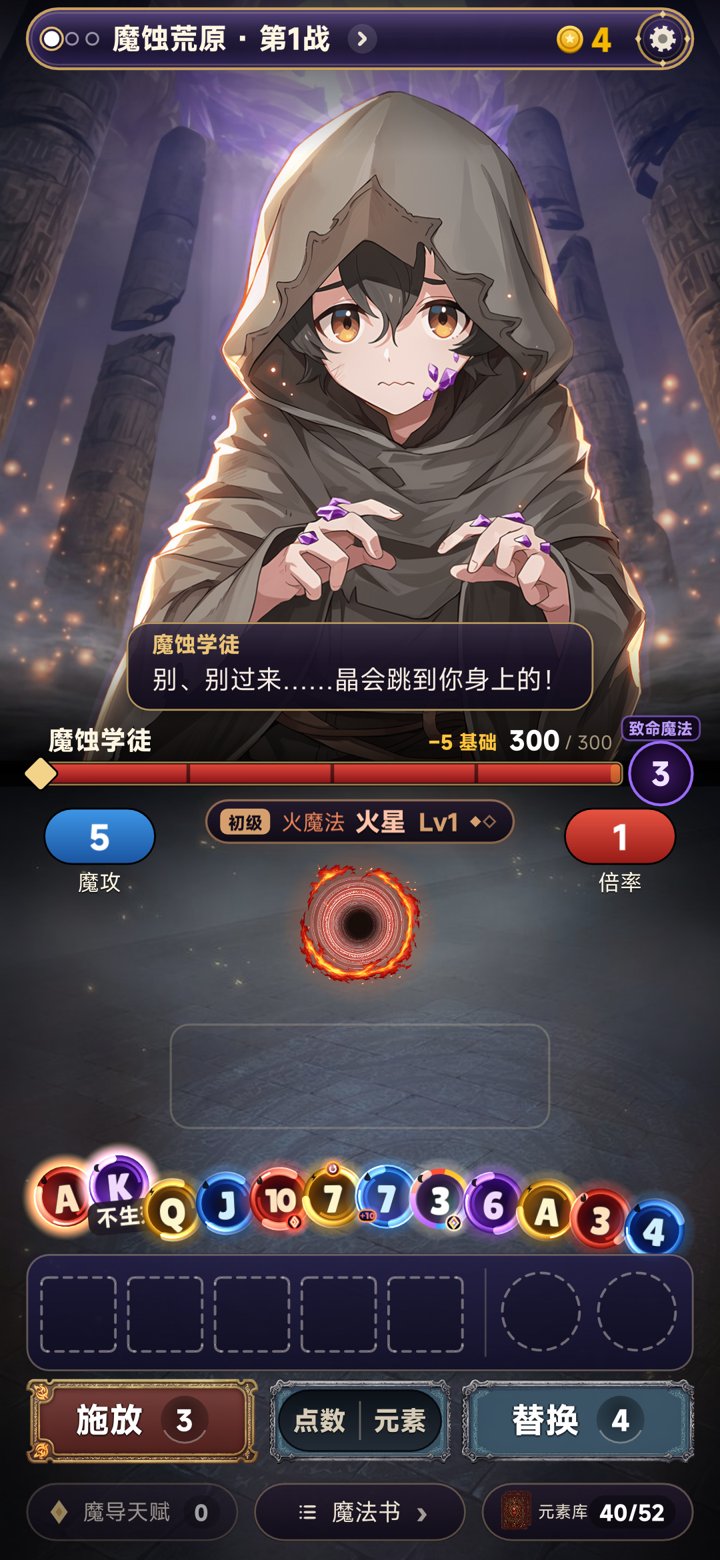 魔蚀荒原 · 第1战 ›
4
魔蚀学徒
别、别过来……晶会跳到你身上的!
魔蚀学徒
-5 基础 300 / 300
致命魔法
3
5
魔攻
初级 火魔法 火星 Lv1
1
倍率
A K Q J 10 7 7 3 6 A 3 4
不生
+10
施放 3
点数 | 元素
替换 4
魔导天赋 0
魔法书 ›
元素库 40/52